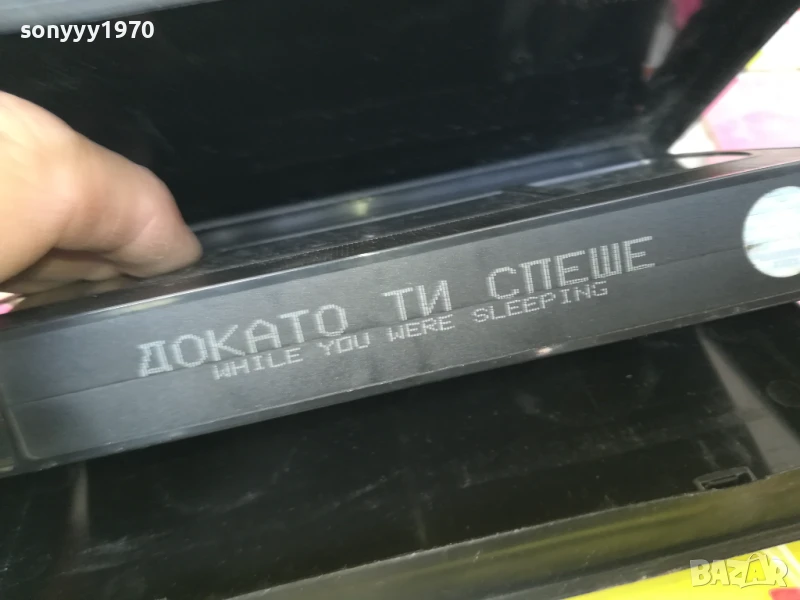 sonyyy1970
ДОКАТО ТИ СПЕШЕ
WHILE YOU WERE SLEEPING
BAZAR